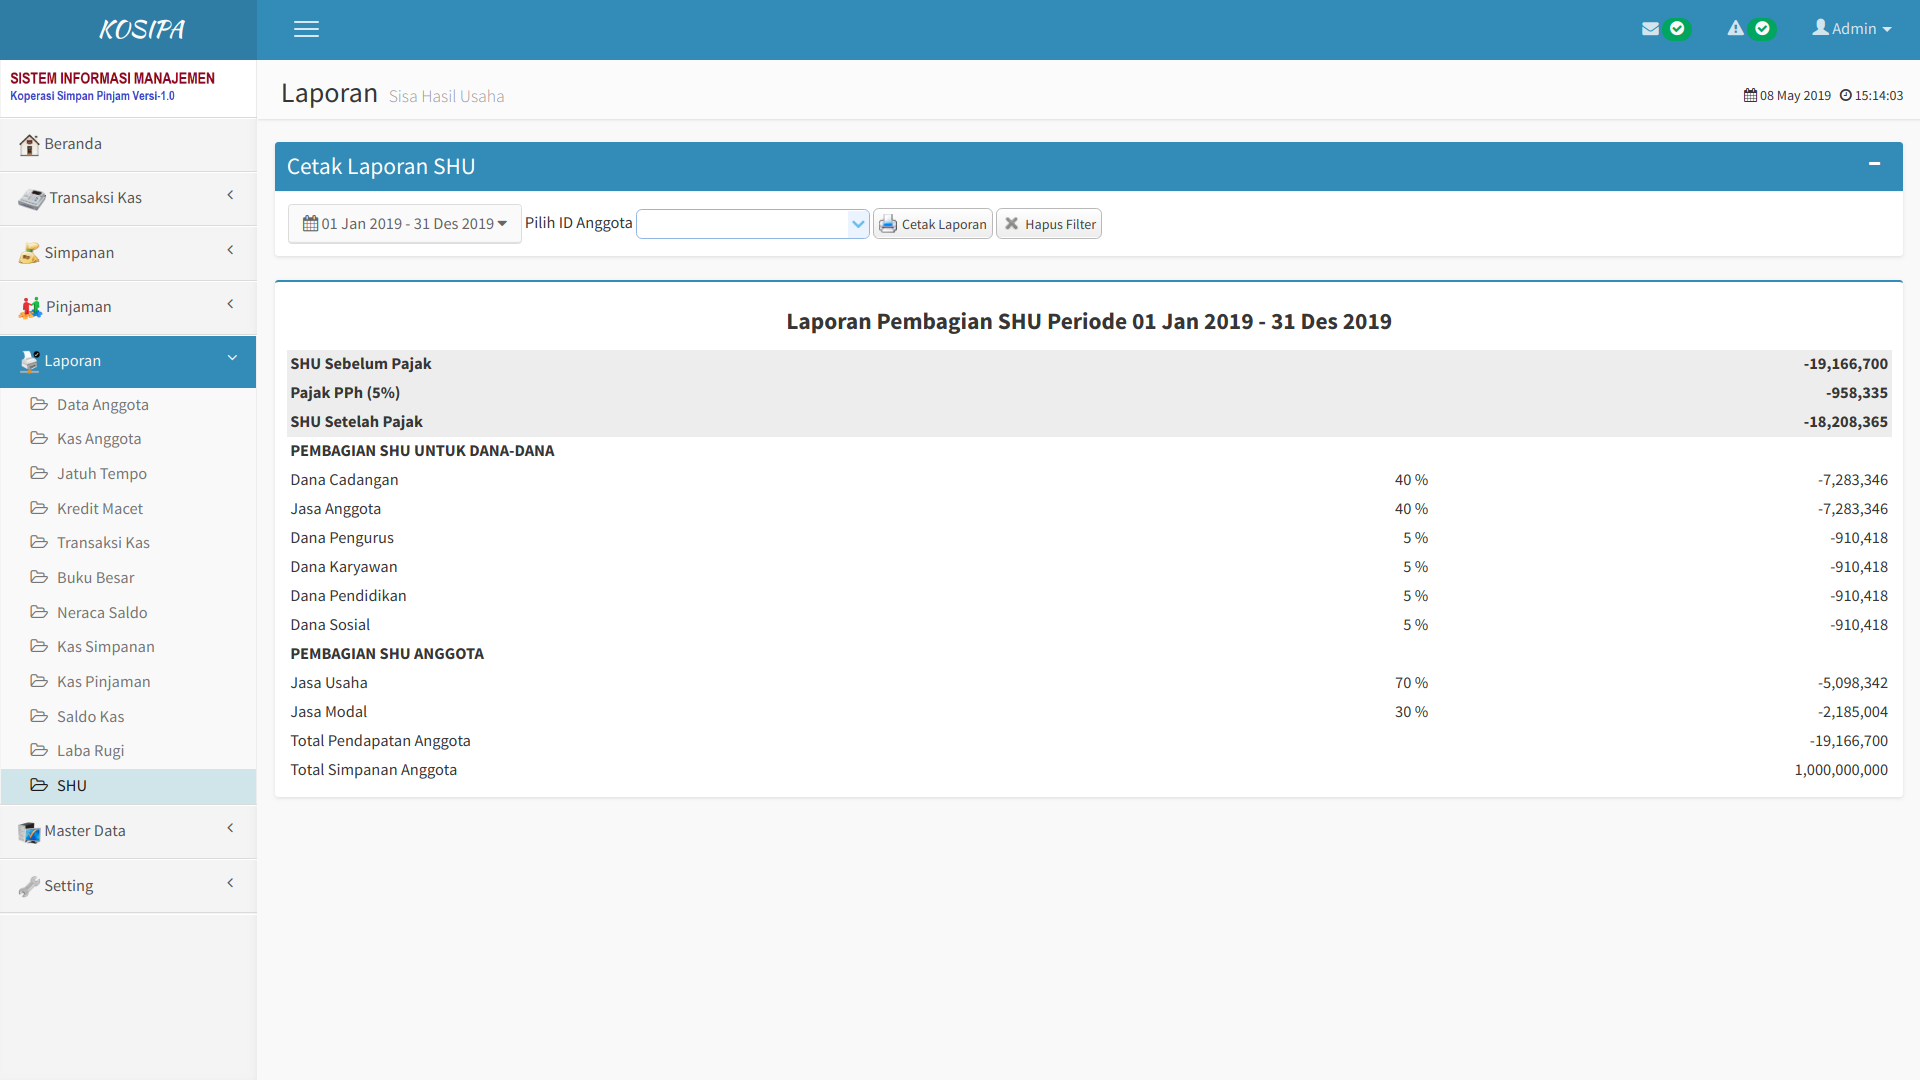 KOSIPA
Admin
SISTEM INFORMASI MANAJEMEN
Koperasi Simpan Pinjam Versi-1.0
Laporan Sisa Hasil Usaha
08 May 2019 15:14:03
Beranda
Transaksi Kas
Simpanan
Pinjaman
Laporan
Data Anggota
Kas Anggota
Jatuh Tempo
Kredit Macet
Transaksi Kas
Buku Besar
Neraca Saldo
Kas Simpanan
Kas Pinjaman
Saldo Kas
Laba Rugi
SHU
Master Data
Setting
Cetak Laporan SHU
01 Jan 2019 - 31 Des 2019 Pilih ID Anggota Cetak Laporan Hapus Filter
Laporan Pembagian SHU Periode 01 Jan 2019 - 31 Des 2019
SHU Sebelum Pajak -19,166,700
Pajak PPh (5%) -958,335
SHU Setelah Pajak -18,208,365
PEMBAGIAN SHU UNTUK DANA-DANA
Dana Cadangan 40 % -7,283,346
Jasa Anggota 40 % -7,283,346
Dana Pengurus 5 % -910,418
Dana Karyawan 5 % -910,418
Dana Pendidikan 5 % -910,418
Dana Sosial 5 % -910,418
PEMBAGIAN SHU ANGGOTA
Jasa Usaha 70 % -5,098,342
Jasa Modal 30 % -2,185,004
Total Pendapatan Anggota -19,166,700
Total Simpanan Anggota 1,000,000,000